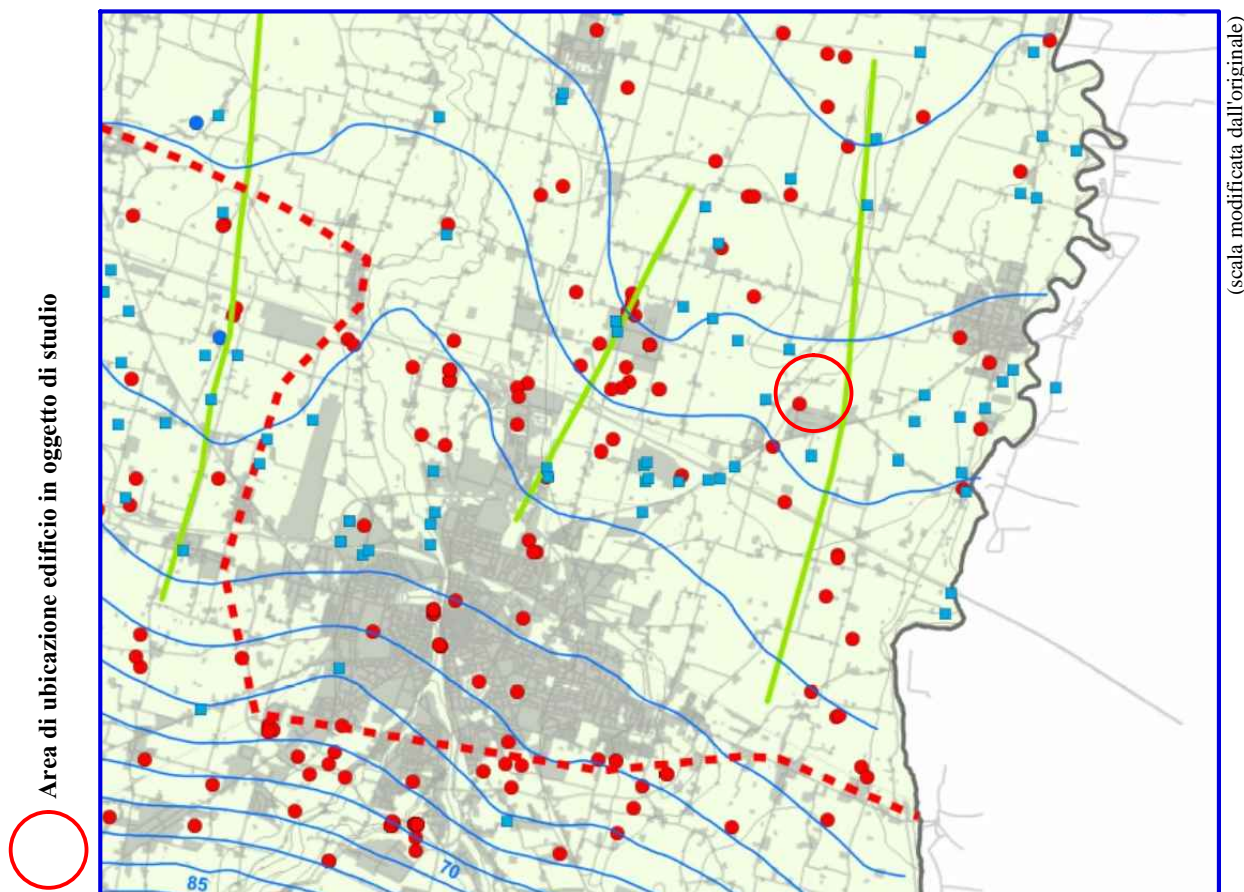 Area di ubicazione edificio in oggetto di studio
(scala modificata dall'originale)
70
85